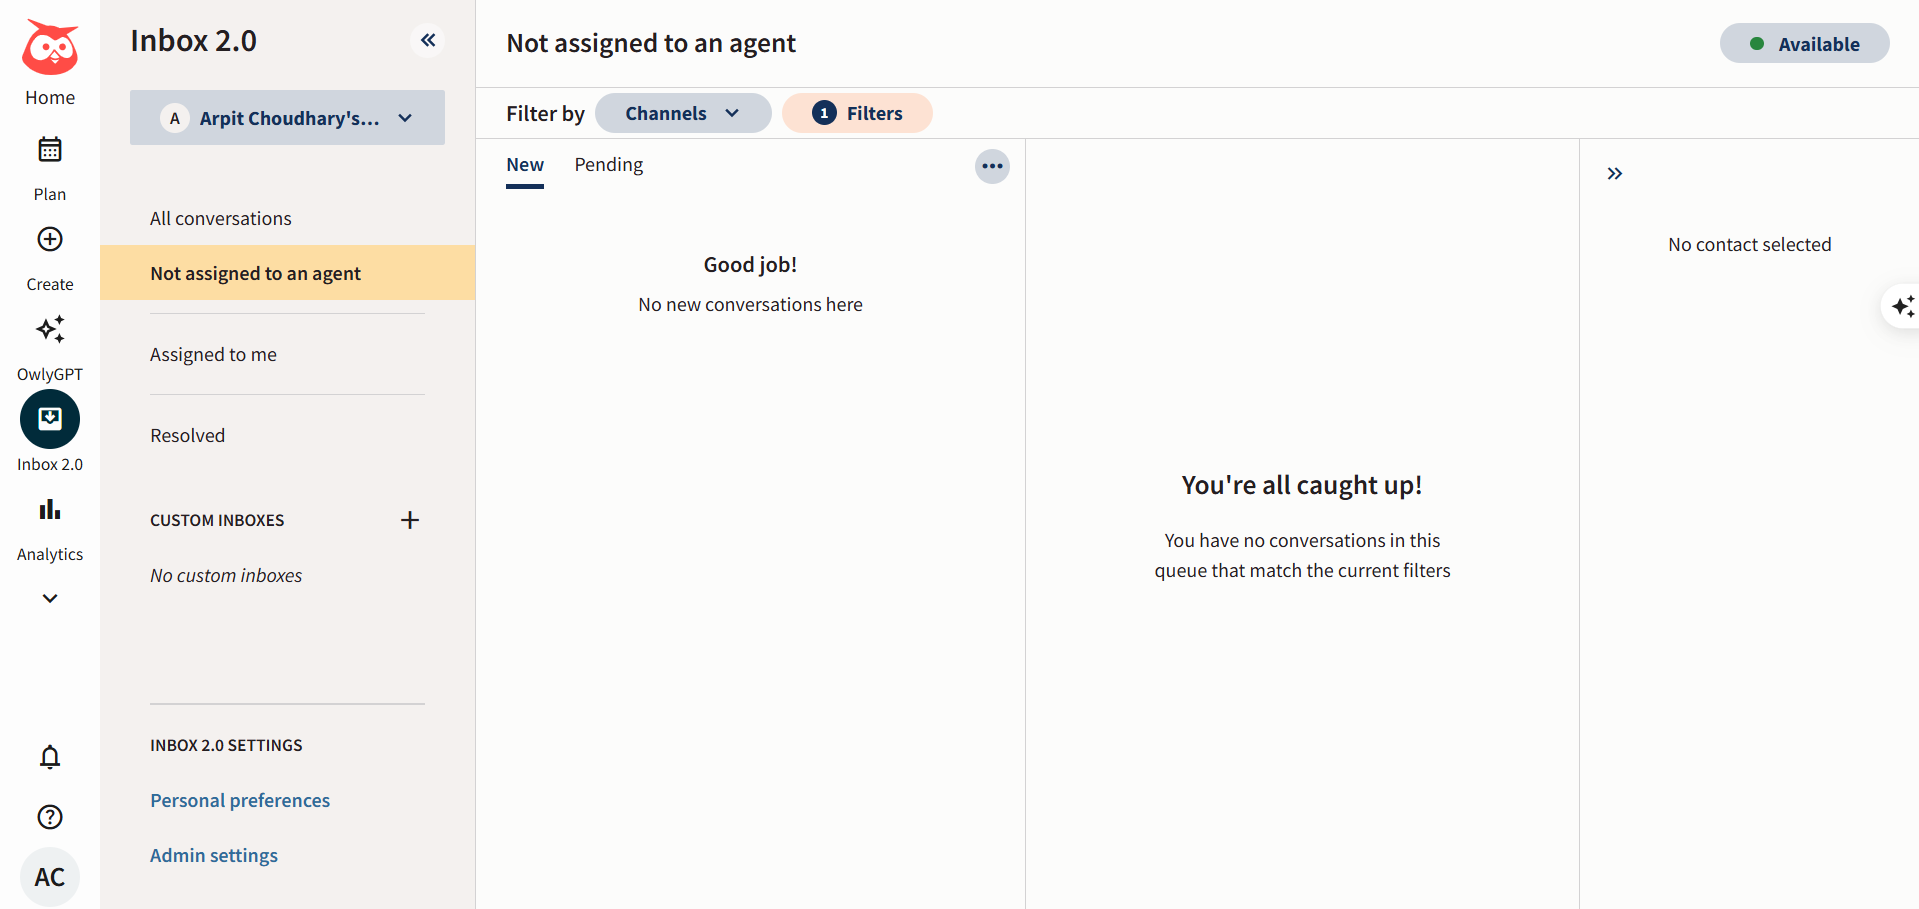 Home
Plan
Create
OwlyGPT
Inbox 2.0
Analytics
AC
Inbox 2.0
A Arpit Choudhary's...
All conversations
Not assigned to an agent
Assigned to me
Resolved
CUSTOM INBOXES
No custom inboxes
INBOX 2.0 SETTINGS
Personal preferences
Admin settings
Not assigned to an agent
Available
Filter by Channels 1 Filters
New Pending
Good job!
No new conversations here
You're all caught up!
You have no conversations in this
queue that match the current filters
No contact selected